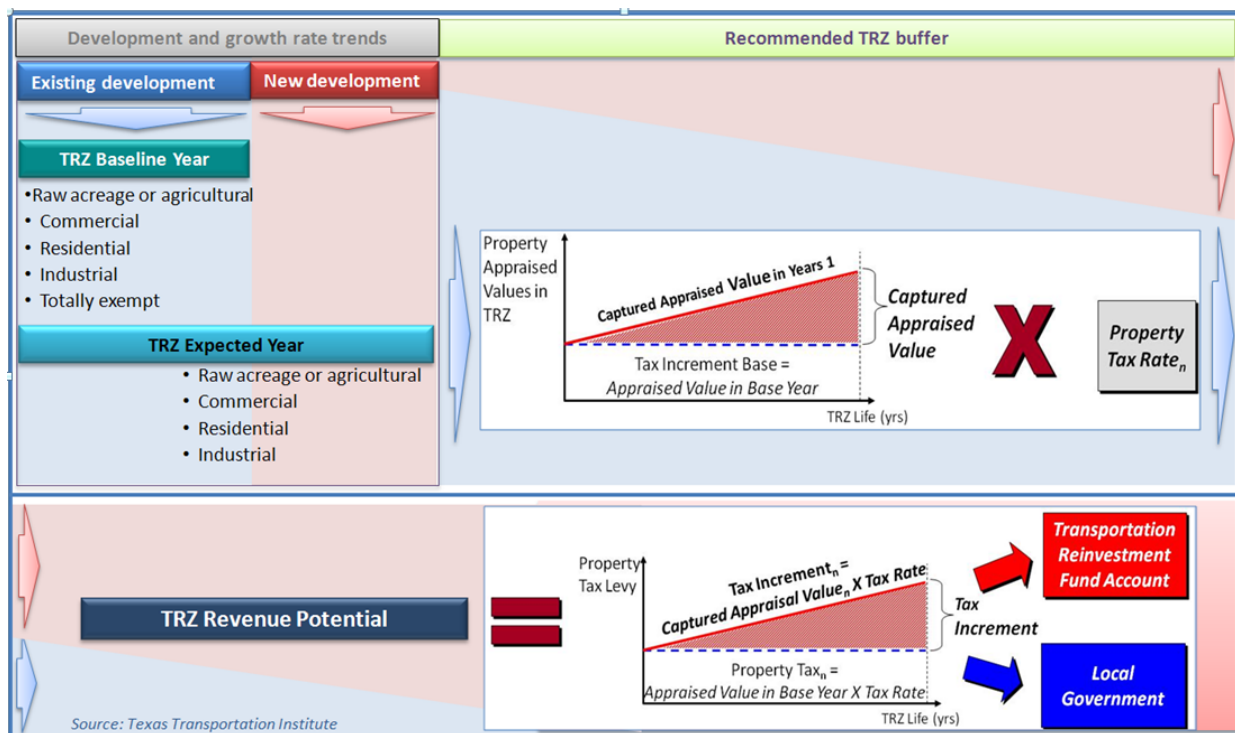 Development and growth rate trends
Recommended TRZ buffer
Existing development
New development
TRZ Baseline Year
•Raw acreage or agricultural
• Commercial
• Residential
• Industrial
• Totally exempt
TRZ Expected Year
• Raw acreage or agricultural
• Commercial
• Residential
• Industrial
Property
Appraised
Values in
TRZ
Captured Appraised Value in Years 1
Tax Increment Base =
Appraised Value in Base Year
TRZ Life (yrs)
Captured
Appraised
Value
X
Property
Tax Rateₙ
TRZ Revenue Potential
=
Property
Tax Levy
Tax Incrementₙ =
Captured Appraisal Valueₙ X Tax Rate
Property Taxₙ =
Appraised Value in Base Year X Tax Rate
TRZ Life (yrs)
Tax
Increment
Transportation
Reinvestment
Fund Account
Local
Government
Source: Texas Transportation Institute